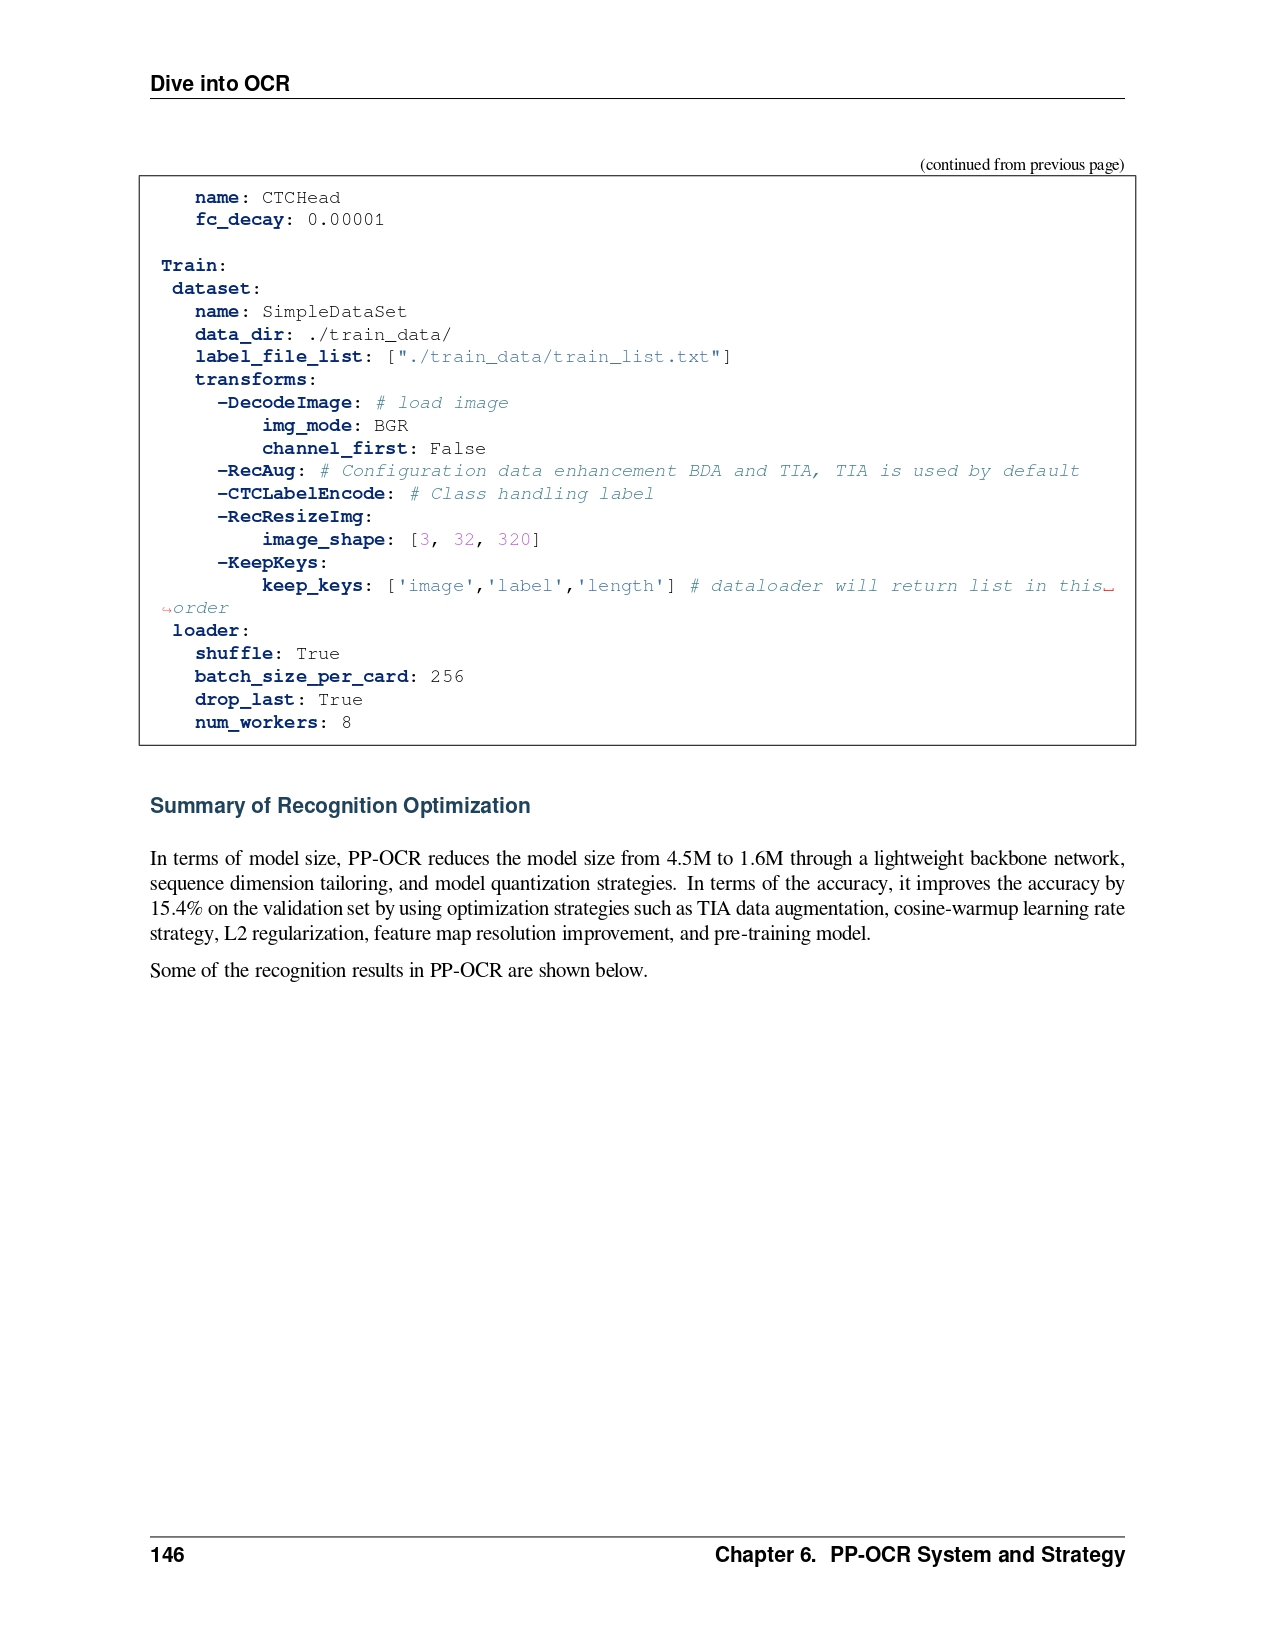 Dive into OCR
(continued from previous page)
name: CTCHead
fc_decay: 0.00001
Train:
dataset:
name: SimpleDataSet
data_dir: ./train_data/
label_file_list: ["./train_data/train_list.txt"]
transforms:
-DecodeImage: # load image
img_mode: BGR
channel_first: False
-RecAug: # Configuration data enhancement BDA and TIA, TIA is used by default
-CTCLabelEncode: # Class handling label
-RecResizeImg:
image_shape: [3, 32, 320]
-KeepKeys:
keep_keys: ['image','label','length'] # dataloader will return list in this␣
↪order
loader:
shuffle: True
batch_size_per_card: 256
drop_last: True
num_workers: 8
Summary of Recognition Optimization
In terms of model size, PP-OCR reduces the model size from 4.5M to 1.6M through a lightweight backbone network,
sequence dimension tailoring, and model quantization strategies. In terms of the accuracy, it improves the accuracy by
15.4% on the validation set by using optimization strategies such as TIA data augmentation, cosine-warmup learning rate
strategy, L2 regularization, feature map resolution improvement, and pre-training model.
Some of the recognition results in PP-OCR are shown below.
146
Chapter 6. PP-OCR System and Strategy